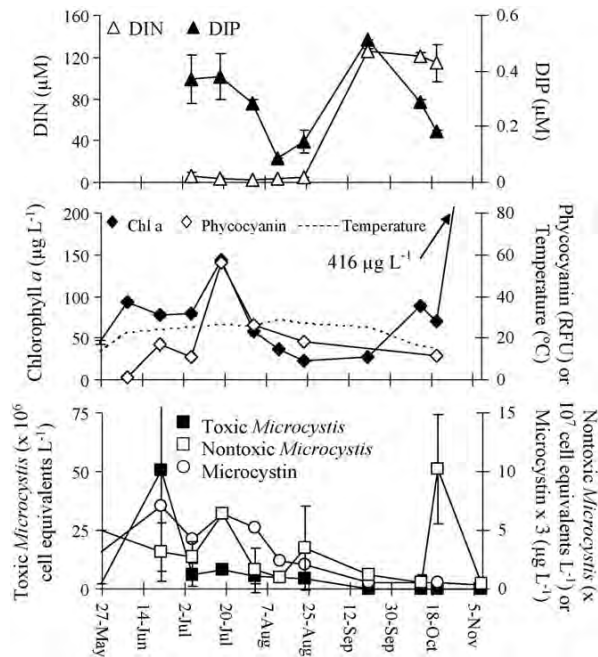 △ DIN ▲ DIP
DIN
(µM)
160
120
80
40
0
DIP
(µM)
0.6
0.4
0.2
0
◆ Chl a ◇ Phycocyanin ------ Temperature
416 µg L-1
Chlorophyll a (µg L-1)
200
150
100
50
0
Phycocyanin (RFU) or
Temperature (°C)
80
60
40
20
0
■ Toxic Microcystis
□ Nontoxic Microcystis
○ Microcystin
Toxic Microcystis (x 10^6
cell equivalents L-1)
75
50
25
0
Nontoxic Microcystis (x
10^7 cell equivalents L-1) or
Microcystin x 3 (µg L-1)
15
10
5
0
27-May
14-Jun
2-Jul
20-Jul
7-Aug
25-Aug
12-Sep
30-Sep
18-Oct
5-Nov